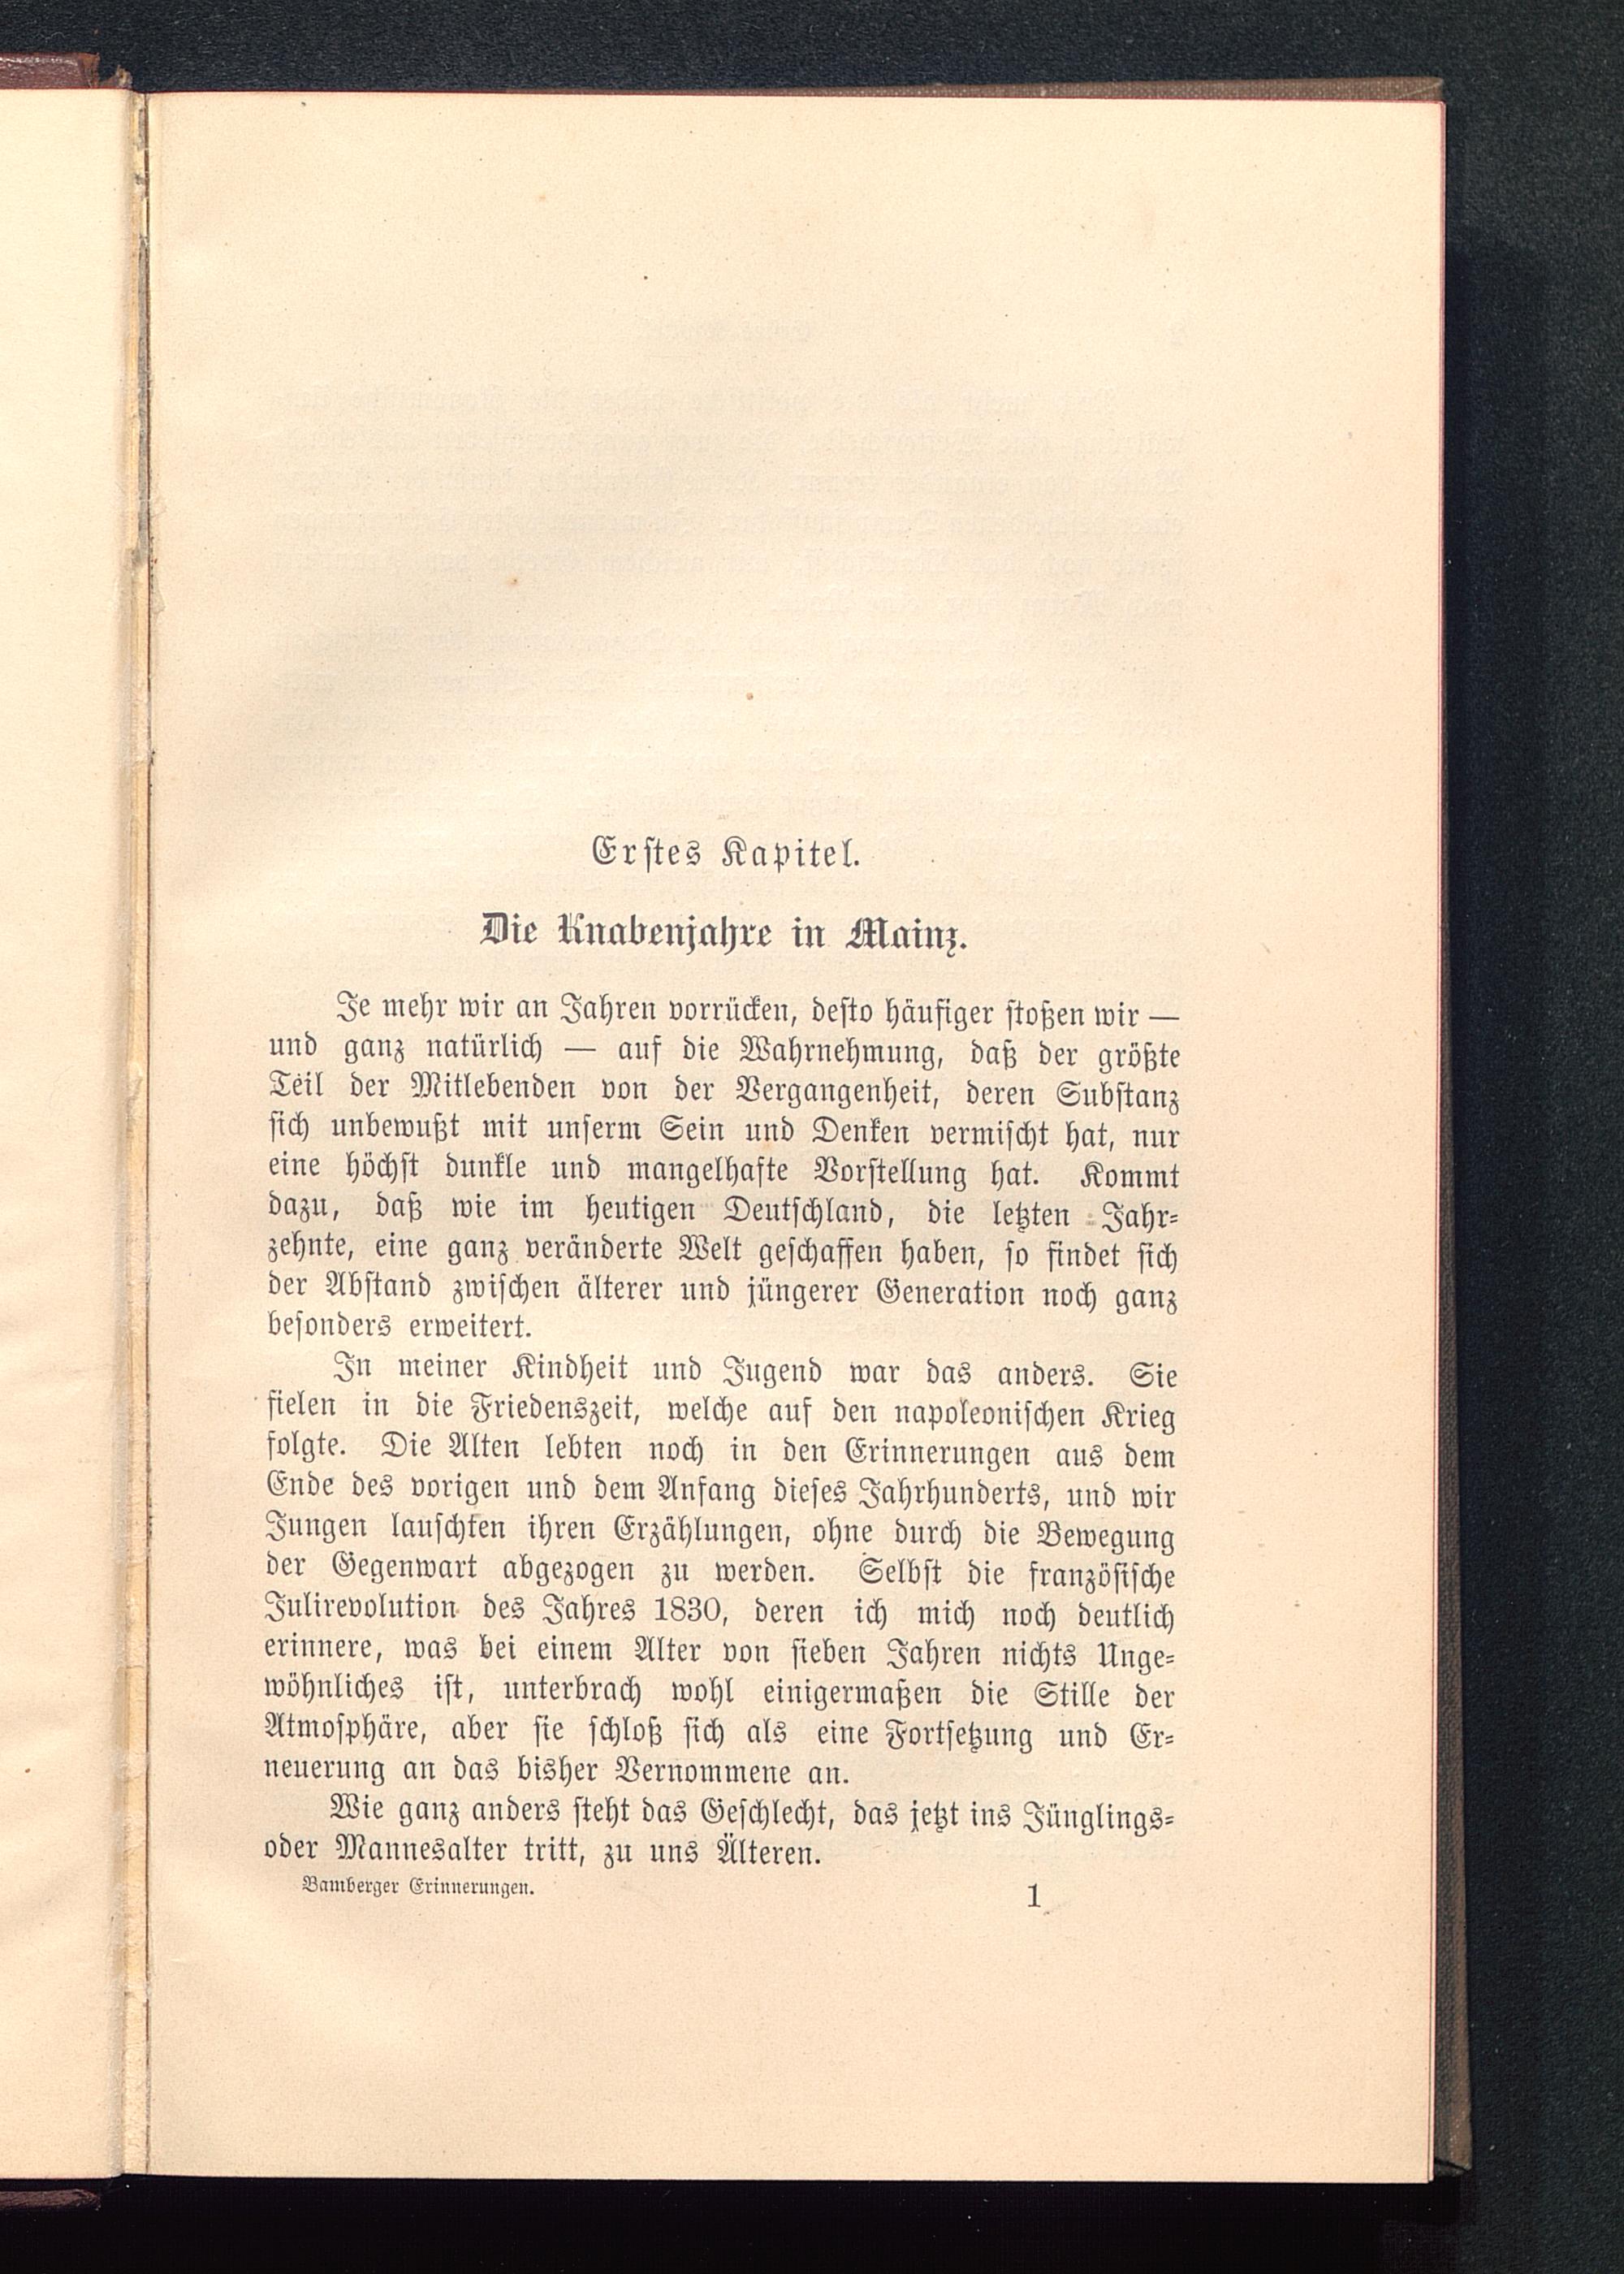 Erstes Kapitel.
Die Knabenjahre in Mainz.
Je mehr wir an Jahren vorrücken, desto häufiger stoßen wir —
und ganz natürlich — auf die Wahrnehmung, daß der größte
Teil der Mitlebenden von der Vergangenheit, deren Substanz
sich unbewußt mit unserm Sein und Denken vermischt hat, nur
eine höchst dunkle und mangelhafte Vorstellung hat. Kommt
dazu, daß wie im heutigen Deutschland, die letzten Jahr-
zehnte, eine ganz veränderte Welt geschaffen haben, so findet sich
der Abstand zwischen älterer und jüngerer Generation noch ganz
besonders erweitert.
In meiner Kindheit und Jugend war das anders. Sie
fielen in die Friedenszeit, welche auf den napoleonischen Krieg
folgte. Die Alten lebten noch in den Erinnerungen aus dem
Ende des vorigen und dem Anfang dieses Jahrhunderts, und wir
Jungen lauschten ihren Erzählungen, ohne durch die Bewegung
der Gegenwart abgezogen zu werden. Selbst die französische
Julirevolution des Jahres 1830, deren ich mich noch deutlich
erinnere, was bei einem Alter von sieben Jahren nichts Unge-
wöhnliches ist, unterbrach wohl einigermaßen die Stille der
Atmosphäre, aber sie schloß sich als eine Fortsetzung und Er-
neuerung an das bisher Vernommene an.
Wie ganz anders steht das Geschlecht, das jetzt ins Jünglings-
oder Mannesalter tritt, zu uns Älteren.
Bamberger Erinnerungen. 1